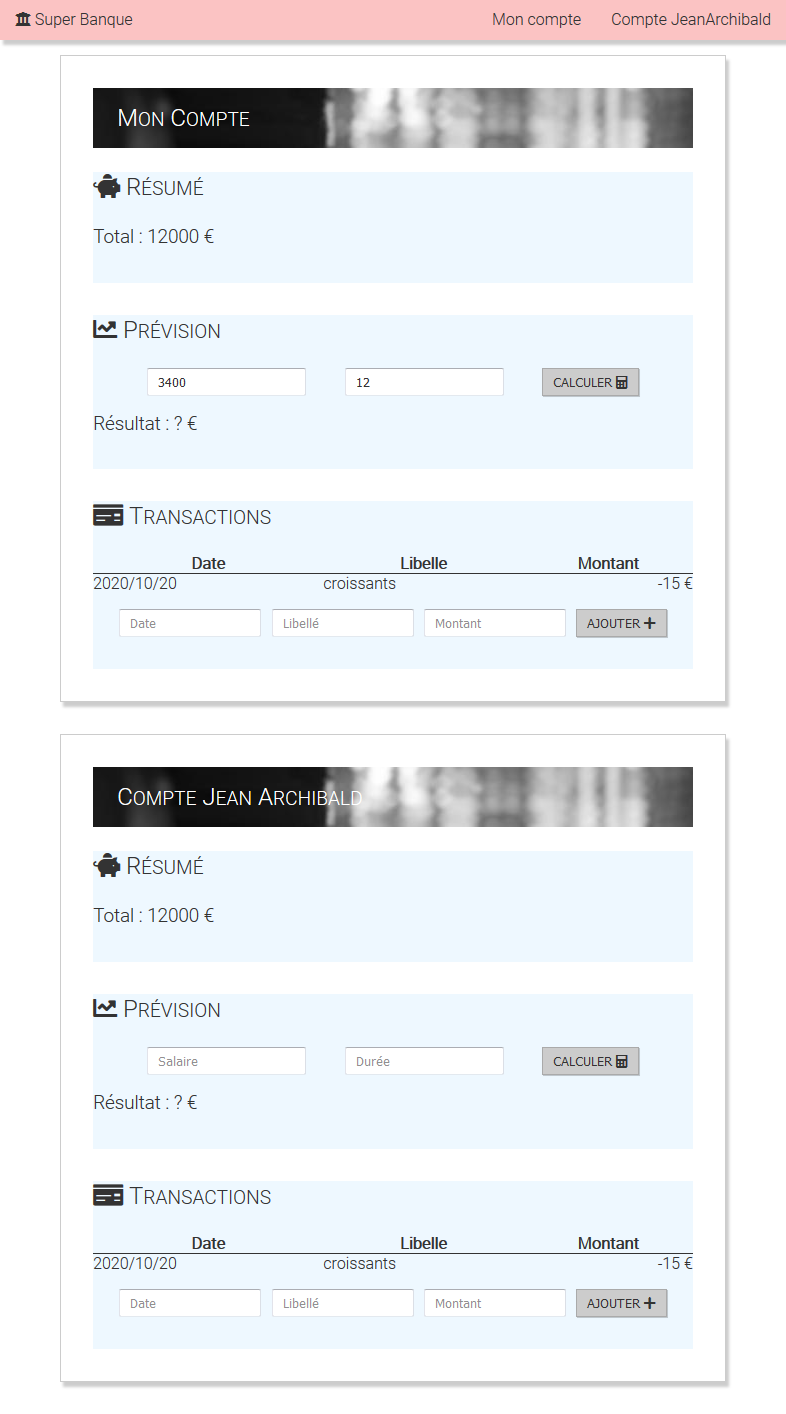 Super Banque Mon compte Compte JeanArchibald
Mon Compte
Résumé
Total : 12000 €
Prévision
3400 12 CALCULER
Résultat : ? €
Transactions
Date Libelle Montant
2020/10/20 croissants -15 €
Date Libellé Montant AJOUTER
Compte Jean Archibald
Résumé
Total : 12000 €
Prévision
Salaire Durée CALCULER
Résultat : ? €
Transactions
Date Libelle Montant
2020/10/20 croissants -15 €
Date Libellé Montant AJOUTER